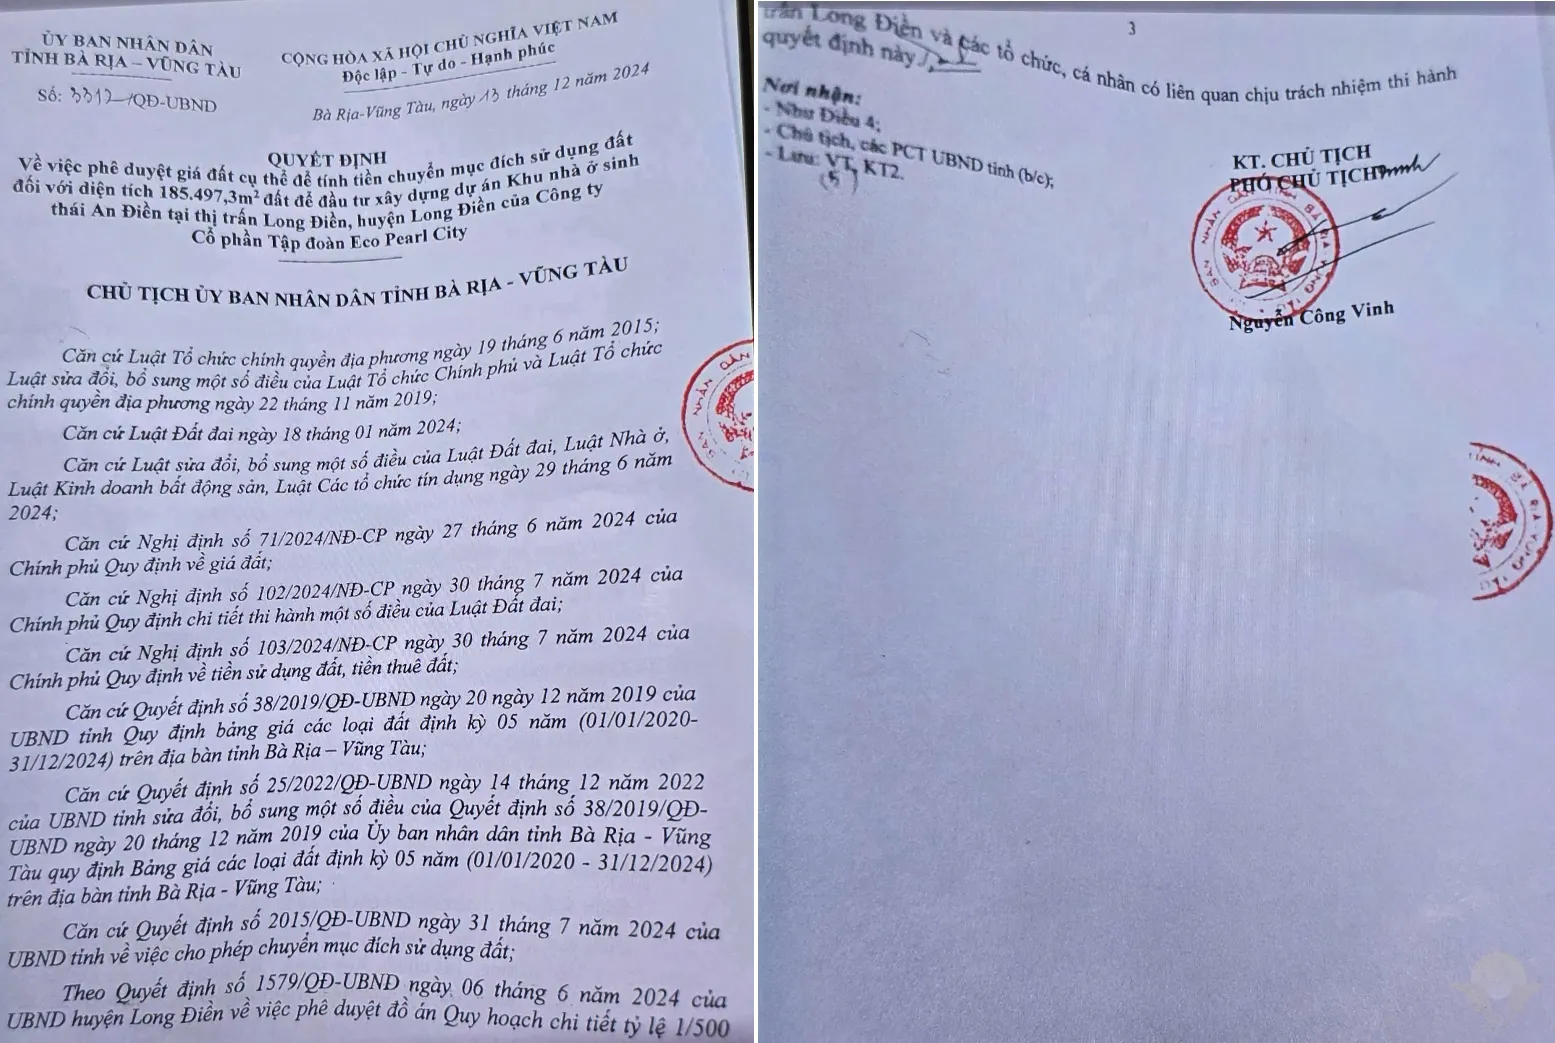 ỦY BAN NHÂN DÂN
TỈNH BÀ RỊA – VŨNG TÀU
Số: 3312/QĐ-UBND
CỘNG HÒA XÃ HỘI CHỦ NGHĨA VIỆT NAM
Độc lập - Tự do - Hạnh phúc
Bà Rịa-Vũng Tàu, ngày 13 tháng 12 năm 2024
QUYẾT ĐỊNH
Về việc phê duyệt giá đất cụ thể để tính tiền chuyển mục đích sử dụng đất
đối với diện tích 185.497,3m² đất để đầu tư xây dựng dự án Khu nhà ở sinh
thái An Điền tại thị trấn Long Điền, huyện Long Điền của Công ty
Cổ phần Tập đoàn Eco Pearl City
CHỦ TỊCH ỦY BAN NHÂN DÂN TỈNH BÀ RỊA - VŨNG TÀU
Căn cứ Luật Tổ chức chính quyền địa phương ngày 19 tháng 6 năm 2015;
Luật sửa đổi, bổ sung một số điều của Luật Tổ chức Chính phủ và Luật Tổ chức
chính quyền địa phương ngày 22 tháng 11 năm 2019;
Căn cứ Luật Đất đai ngày 18 tháng 01 năm 2024;
Căn cứ Luật sửa đổi, bổ sung một số điều của Luật Đất đai, Luật Nhà ở,
Luật Kinh doanh bất động sản, Luật Các tổ chức tín dụng ngày 29 tháng 6 năm
2024;
Căn cứ Nghị định số 71/2024/NĐ-CP ngày 27 tháng 6 năm 2024 của
Chính phủ Quy định về giá đất;
Căn cứ Nghị định số 102/2024/NĐ-CP ngày 30 tháng 7 năm 2024 của
Chính phủ Quy định chi tiết thi hành một số điều của Luật Đất đai;
Căn cứ Nghị định số 103/2024/NĐ-CP ngày 30 tháng 7 năm 2024 của
Chính phủ Quy định về tiền sử dụng đất, tiền thuê đất;
Căn cứ Quyết định số 38/2019/QĐ-UBND ngày 20 ngày 12 năm 2019 của
UBND tỉnh Quy định bảng giá các loại đất định kỳ 05 năm (01/01/2020-
31/12/2024) trên địa bàn tỉnh Bà Rịa – Vũng Tàu;
Căn cứ Quyết định số 25/2022/QĐ-UBND ngày 14 tháng 12 năm 2022
của UBND tỉnh sửa đổi, bổ sung một số điều của Quyết định số 38/2019/QĐ-
UBND ngày 20 tháng 12 năm 2019 của Ủy ban nhân dân tỉnh Bà Rịa - Vũng
Tàu quy định Bảng giá các loại đất định kỳ 05 năm (01/01/2020 - 31/12/2024)
trên địa bàn tỉnh Bà Rịa - Vũng Tàu;
Căn cứ Quyết định số 2015/QĐ-UBND ngày 31 tháng 7 năm 2024 của
UBND tỉnh về việc cho phép chuyển mục đích sử dụng đất;
Theo Quyết định số 1579/QĐ-UBND ngày 06 tháng 6 năm 2024 của
UBND huyện Long Điền về việc phê duyệt đồ án Quy hoạch chi tiết tỷ lệ 1/500
3
trấn Long Điền và các tổ chức, cá nhân có liên quan chịu trách nhiệm thi hành
quyết định này./.
Nơi nhận:
- Như Điều 4;
- Chủ tịch, các PCT UBND tỉnh (b/c);
- Lưu: VT, KT2.
(5)
KT. CHỦ TỊCH
PHÓ CHỦ TỊCH
Nguyễn Công Vinh